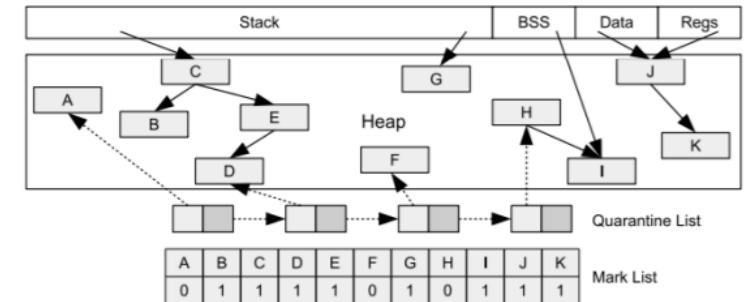 Stack BSS Data Regs
C
G
J
A
B
E
H
Heap
K
D
F
I
Quarantine List
A B C D E F G H I J K
Mark List
0 1 1 1 1 0 1 0 1 1 1